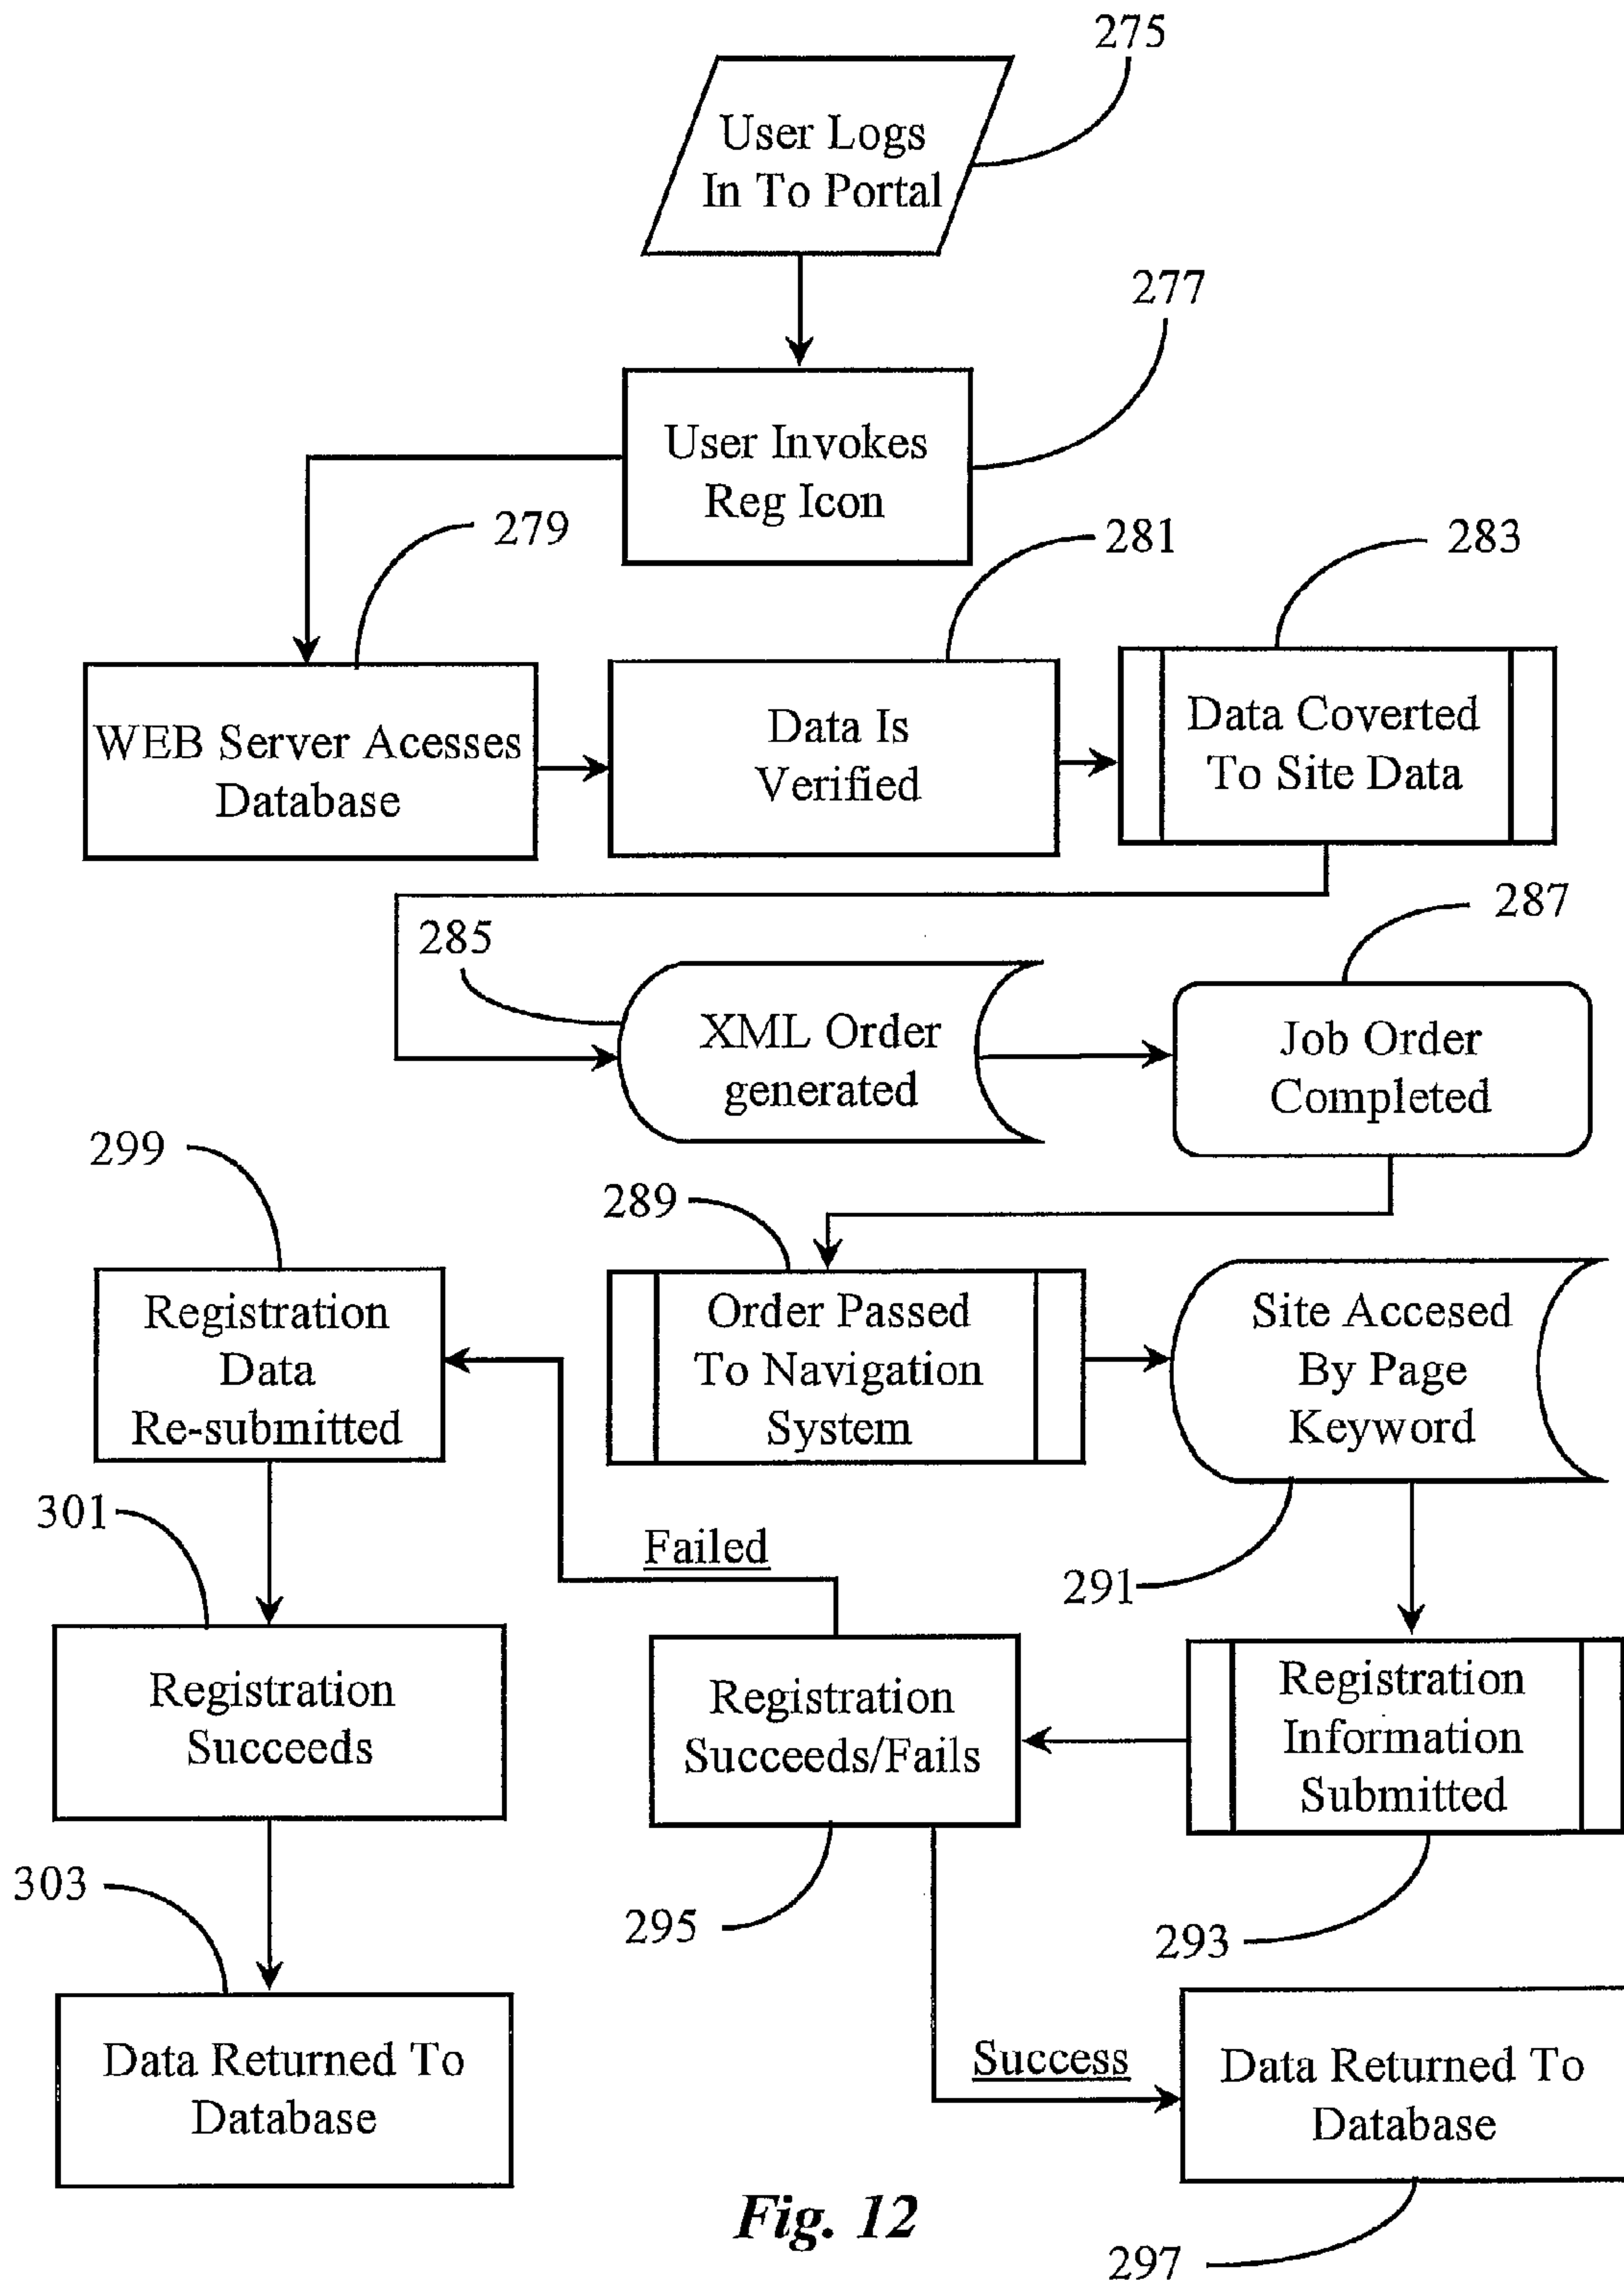 275
User Logs
In To Portal
277
User Invokes
Reg Icon
279
281
283
WEB Server Acesses
Database
Data Is
Verified
Data Coverted
To Site Data
285
287
XML Order
generated
Job Order
Completed
299
289
Registration
Data
Re-submitted
Order Passed
To Navigation
System
Site Accesed
By Page
Keyword
301
Failed
291
Registration
Succeeds
Registration
Succeeds/Fails
Registration
Information
Submitted
303
295
293
Data Returned To
Database
Success
Data Returned To
Database
Fig. 12
297